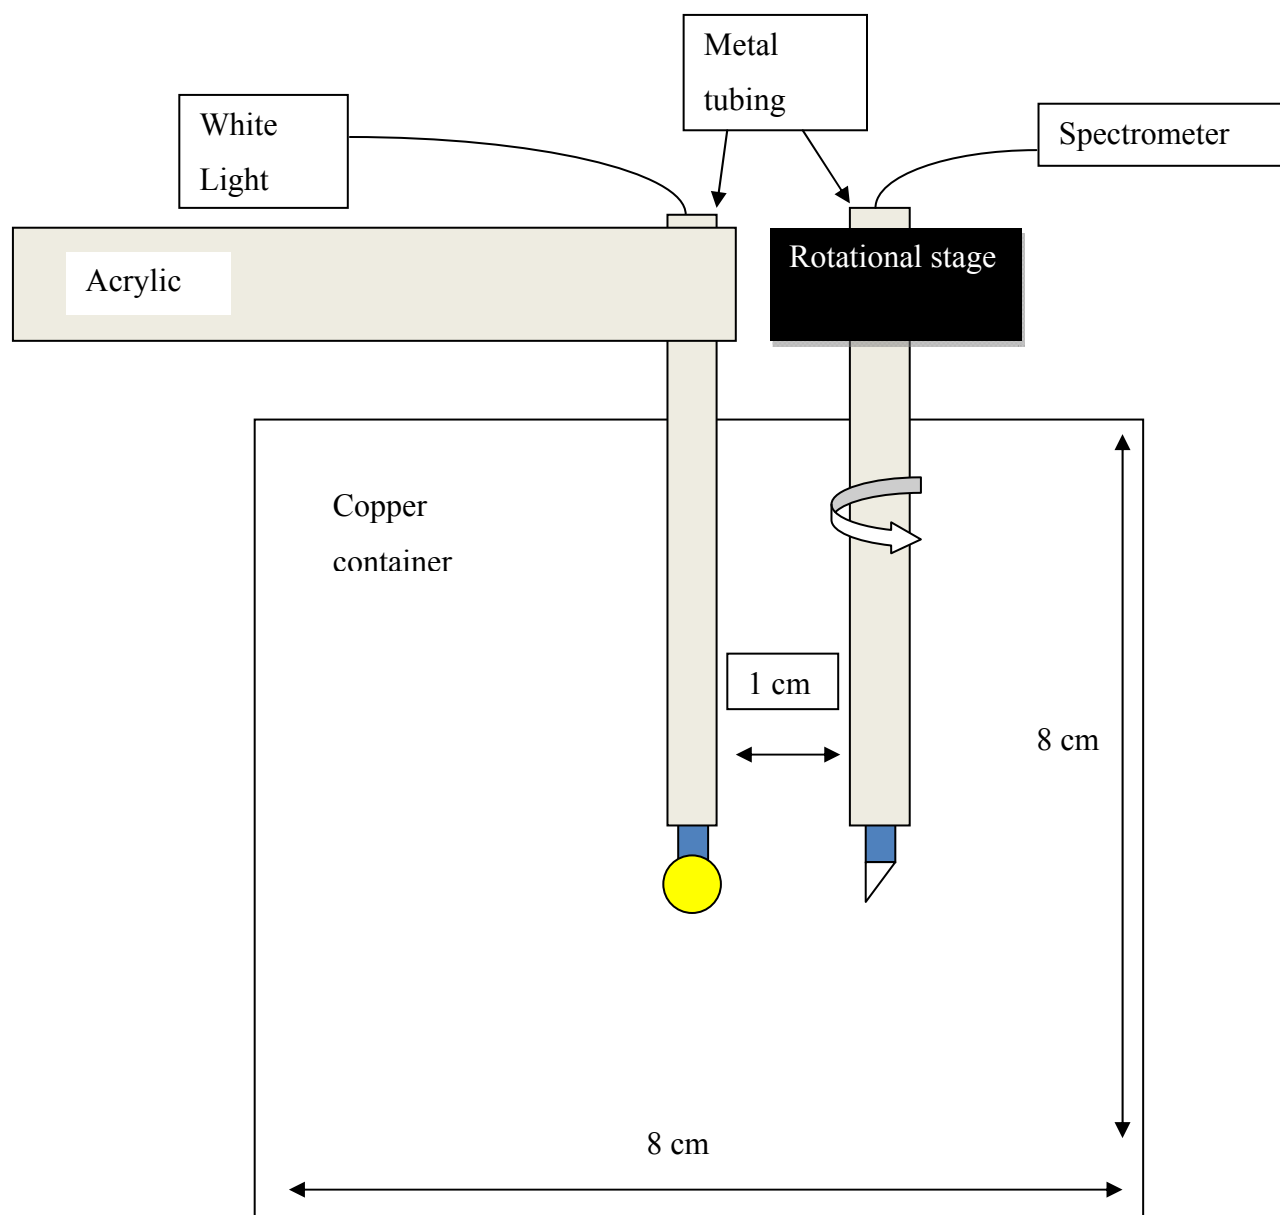 Metal
tubing
White
Light
Spectrometer
Rotational stage
Acrylic
Copper
container
1 cm
8 cm
8 cm